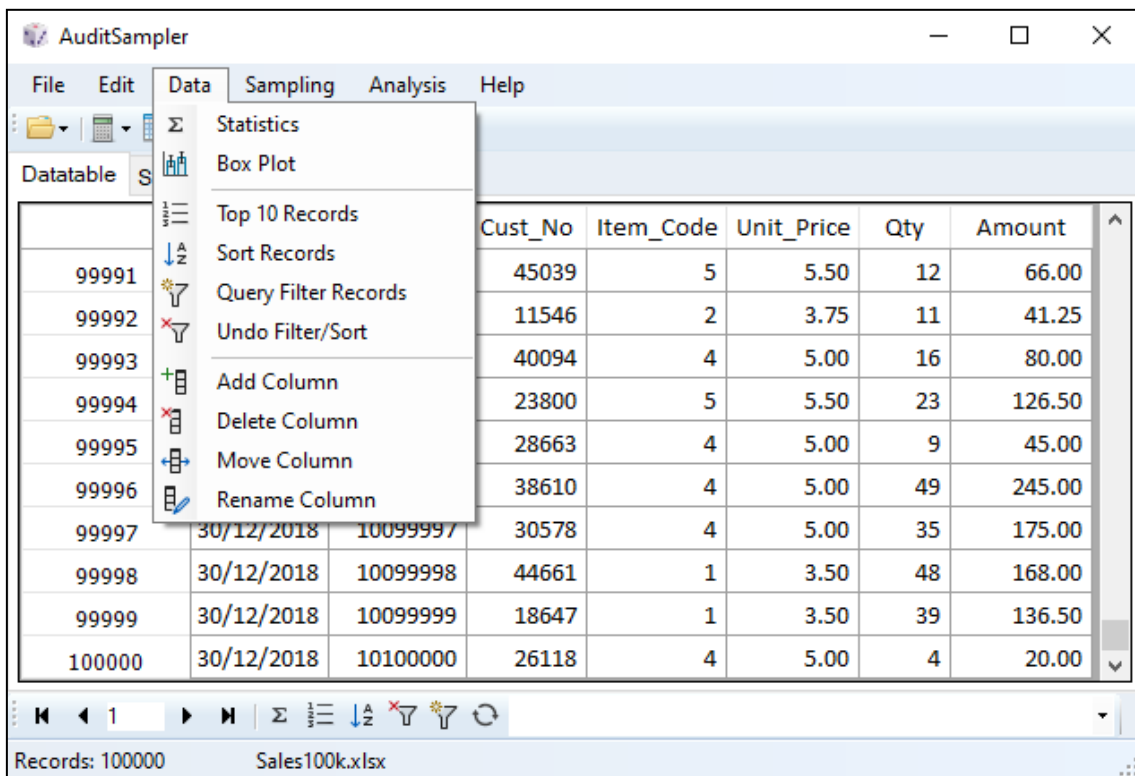 AuditSampler
File Edit Data Sampling Analysis Help
Statistics
Box Plot
Top 10 Records
Sort Records
Query Filter Records
Undo Filter/Sort
Add Column
Delete Column
Move Column
Rename Column
Datatable S
Cust_No Item_Code Unit_Price Qty Amount
99991 45039 5 5.50 12 66.00
99992 11546 2 3.75 11 41.25
99993 40094 4 5.00 16 80.00
99994 23800 5 5.50 23 126.50
99995 28663 4 5.00 9 45.00
99996 38610 4 5.00 49 245.00
99997 30/12/2018 10099997 30578 4 5.00 35 175.00
99998 30/12/2018 10099998 44661 1 3.50 48 168.00
99999 30/12/2018 10099999 18647 1 3.50 39 136.50
100000 30/12/2018 10100000 26118 4 5.00 4 20.00
1
Records: 100000 Sales100k.xlsx